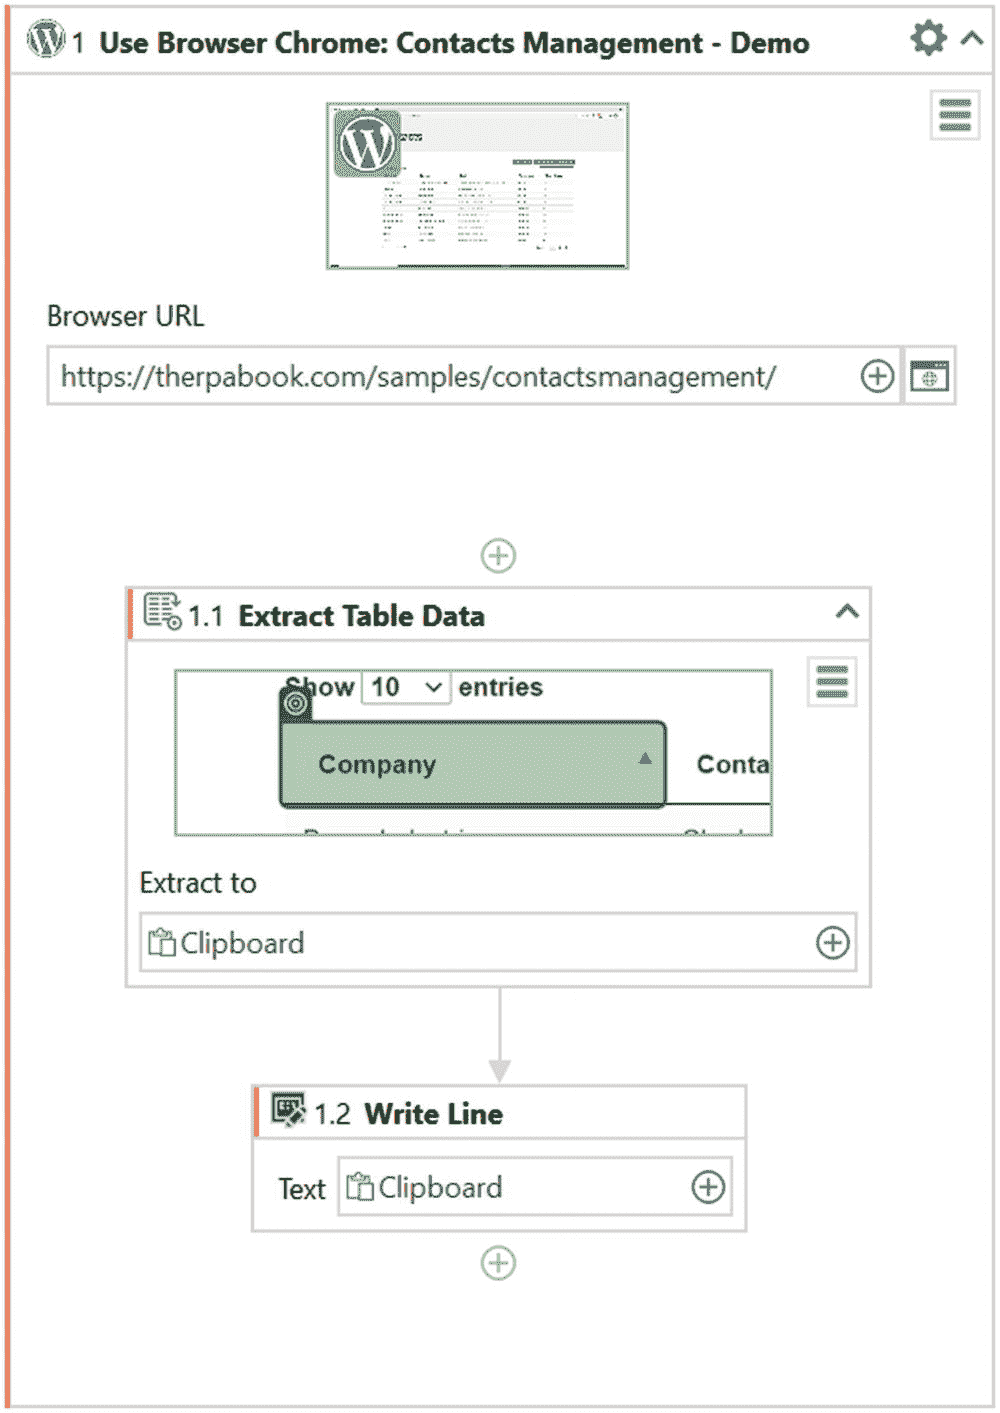 1 Use Browser Chrome: Contacts Management - Demo
Browser URL
https://therpabook.com/samples/contactsmanagement/
1.1 Extract Table Data
Show 10 entries
Company Conta
Extract to
Clipboard
1.2 Write Line
Text Clipboard